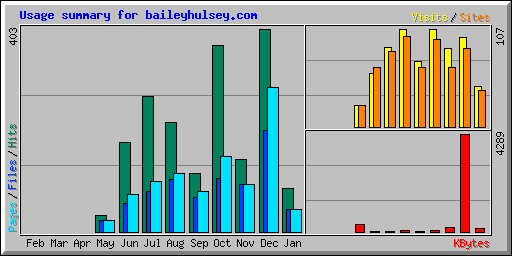 Usage summary for baileyhulsey.com
Visits/Sites
403
107
4289
Pages/Files/Hits
Feb Mar Apr May Jun Jul Aug Sep Oct Nov Dec Jan
KBytes